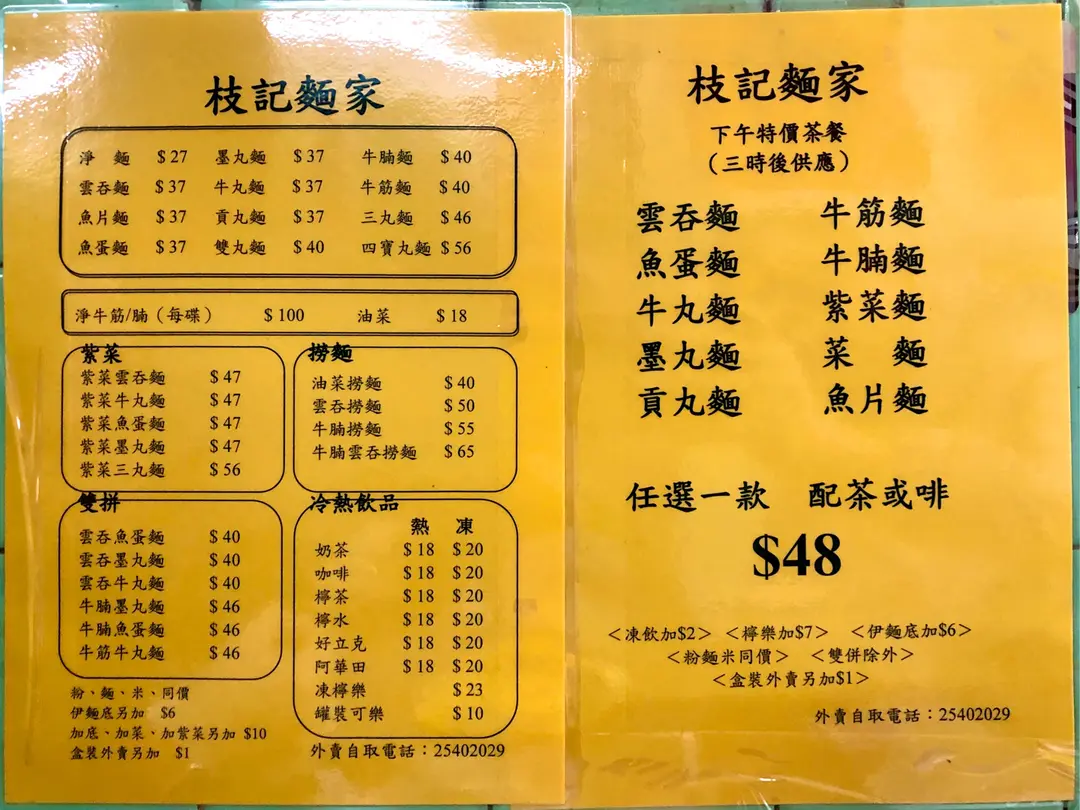 枝記麵家
淨　麵 $27 墨丸麵 $37 牛腩麵 $40
雲吞麵 $37 牛丸麵 $37 牛筋麵 $40
魚片麵 $37 貢丸麵 $37 三丸麵 $46
魚蛋麵 $37 雙丸麵 $40 四寶丸麵 $56
淨牛筋/腩（每碟） $100 油菜 $18
紫菜
紫菜雲吞麵 $47
紫菜牛丸麵 $47
紫菜魚蛋麵 $47
紫菜墨丸麵 $47
紫菜三丸麵 $56
撈麵
油菜撈麵 $40
雲吞撈麵 $50
牛腩撈麵 $55
牛腩雲吞撈麵 $65
雙拼
雲吞魚蛋麵 $40
雲吞墨丸麵 $40
雲吞牛丸麵 $40
牛腩墨丸麵 $46
牛腩魚蛋麵 $46
牛筋牛丸麵 $46
冷熱飲品
熱 凍
奶茶 $18 $20
咖啡 $18 $20
檸茶 $18 $20
檸水 $18 $20
好立克 $18 $20
阿華田 $18 $20
凍檸樂 $23
罐裝可樂 $10
粉、麵、米、同價
伊麵底另加 $6
加底、加菜、加紫菜另加 $10
盒裝外賣另加 $1
外賣自取電話：25402029
枝記麵家
下午特價茶餐
（三時後供應）
雲吞麵 牛筋麵
魚蛋麵 牛腩麵
牛丸麵 紫菜麵
墨丸麵 菜　麵
貢丸麵 魚片麵
任選一款 配茶或啡
$48
＜凍飲加$2＞ ＜檸樂加$7＞ ＜伊麵底加$6＞
＜粉麵米同價＞ ＜雙併除外＞
＜盒裝外賣另加$1＞
外賣自取電話：25402029